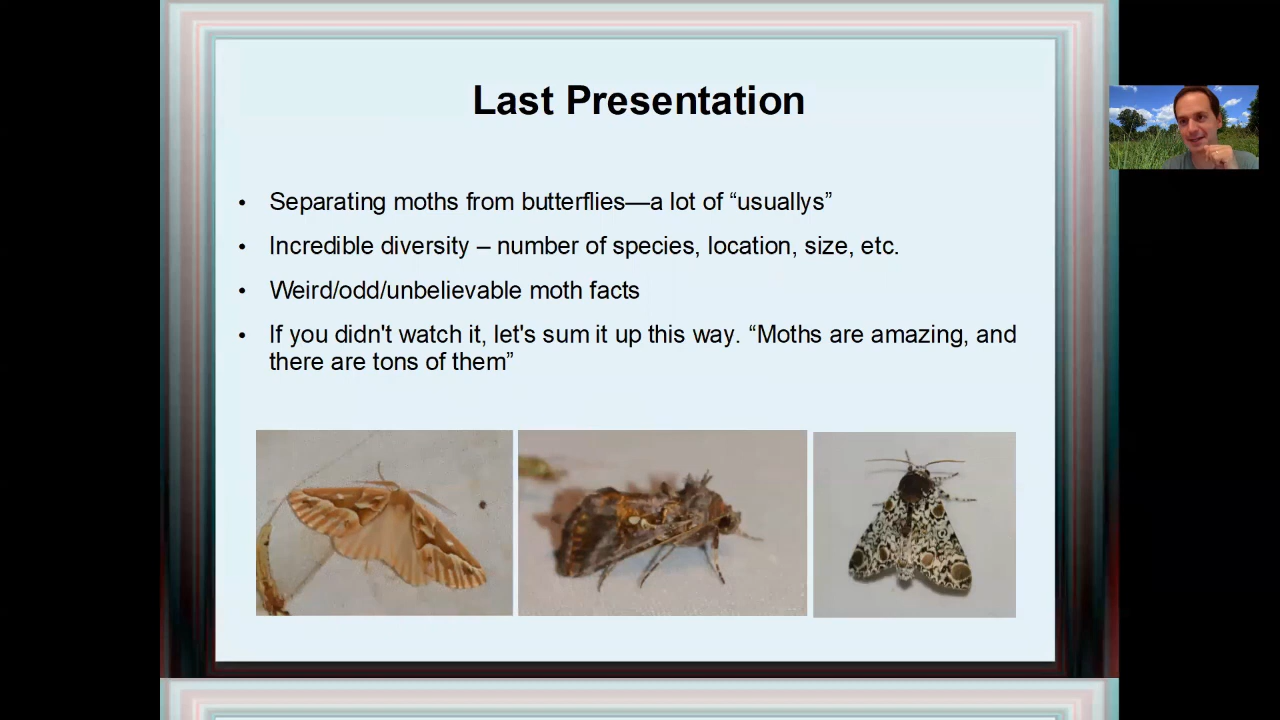 Last Presentation
• Separating moths from butterflies—a lot of “usuallys”
• Incredible diversity – number of species, location, size, etc.
• Weird/odd/unbelievable moth facts
• If you didn't watch it, let's sum it up this way. “Moths are amazing, and
there are tons of them”